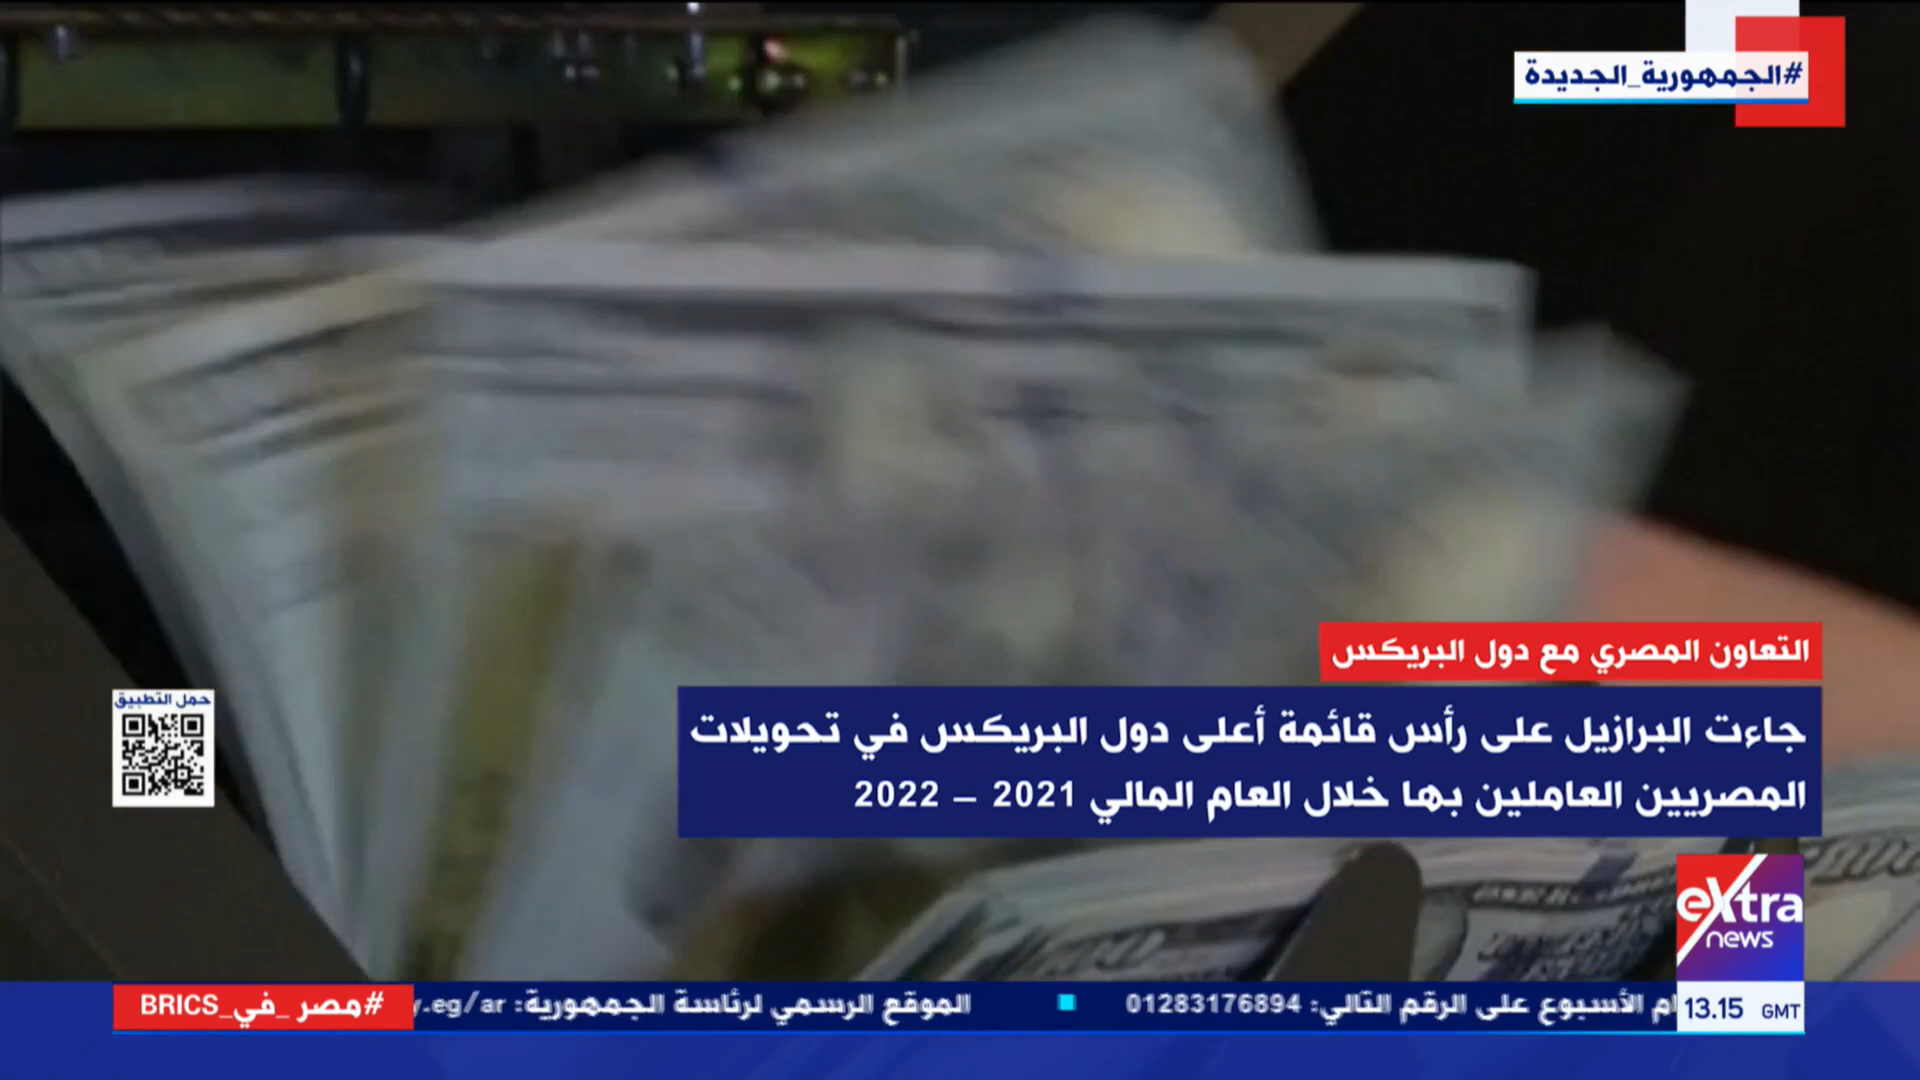 #الجمهورية_الجديدة
التعاون المصري مع دول البريكس
جاءت البرازيل على رأس قائمة أعلى دول البريكس في تحويلات
المصريين العاملين بها خلال العام المالي 2021 – 2022
حمل التطبيق
eXtra
news
13.15 GMT
الأسبوع على الرقم التالي: 01283176894 ■ الموقع الرسمي لرئاسة الجمهورية: y.eg/ar
#مصر_في_BRICS